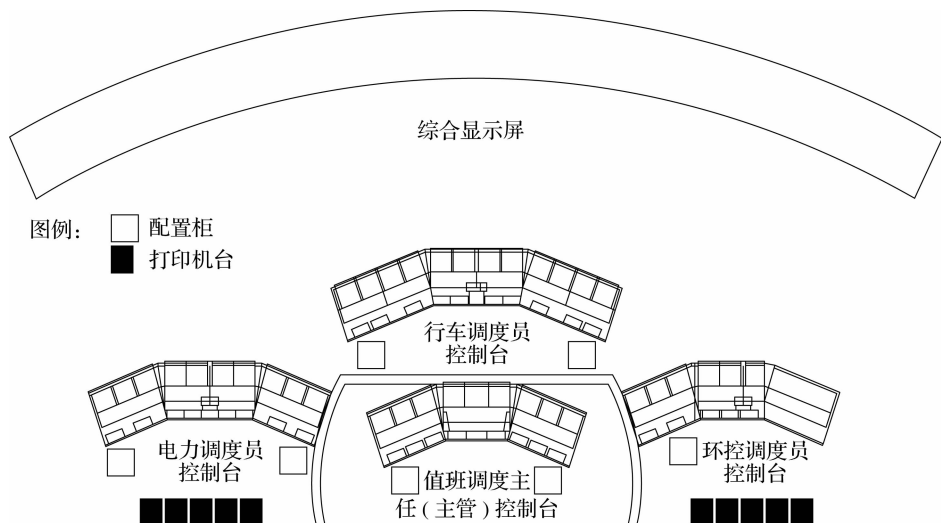 综合显示屏
图例：
配置柜
打印机台
行车调度员
控制台
电力调度员
控制台
值班调度主
任（主管）控制台
环控调度员
控制台